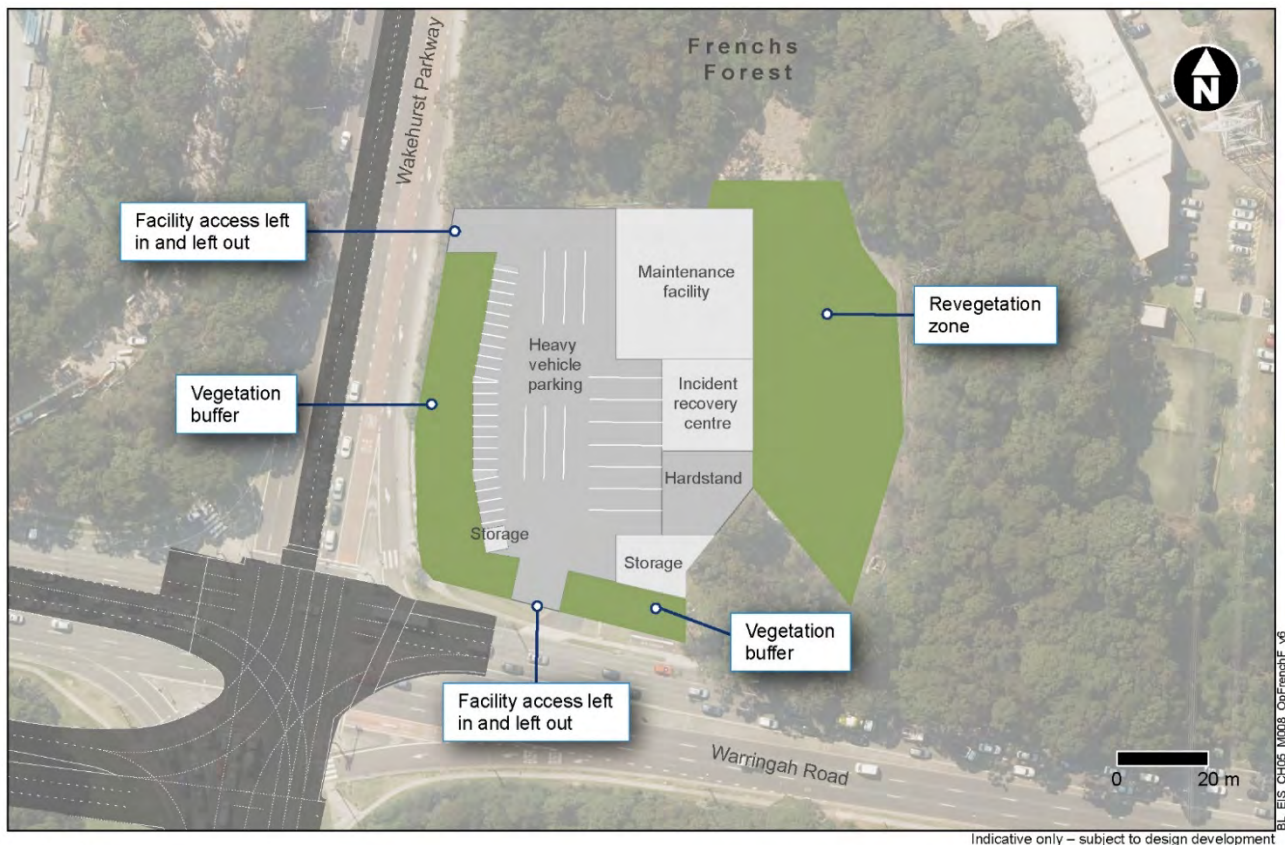 Frenchs
Forest
N
Wakehurst Parkway
Facility access left
in and left out
Maintenance
facility
Revegetation
zone
Heavy
vehicle
parking
Vegetation
buffer
Incident
recovery
centre
Hardstand
Storage
Storage
Vegetation
buffer
Facility access left
in and left out
Warringah Road
0 20 m
BL_EIS_CH05_M008_OpFrenchF_v6
Indicative only – subject to design development